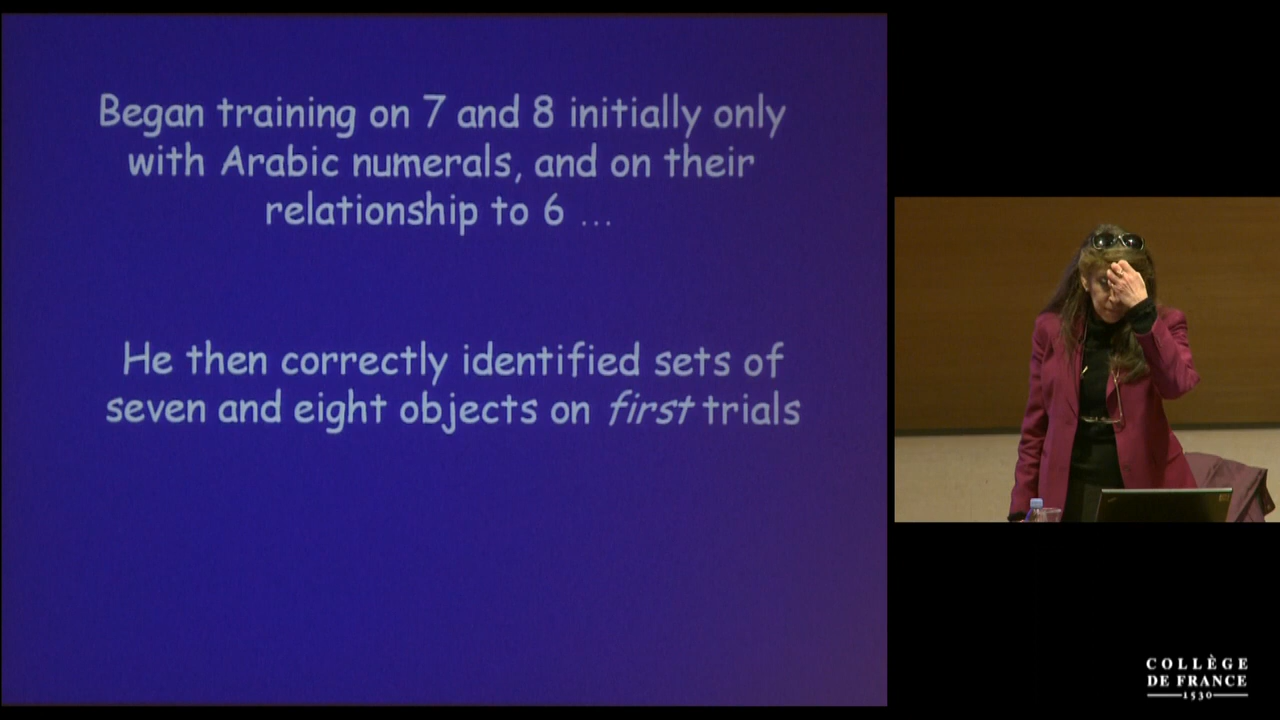 Began training on 7 and 8 initially only
with Arabic numerals, and on their
relationship to 6 ...
He then correctly identified sets of
seven and eight objects on first trials
COLLÈGE
DE FRANCE
1530